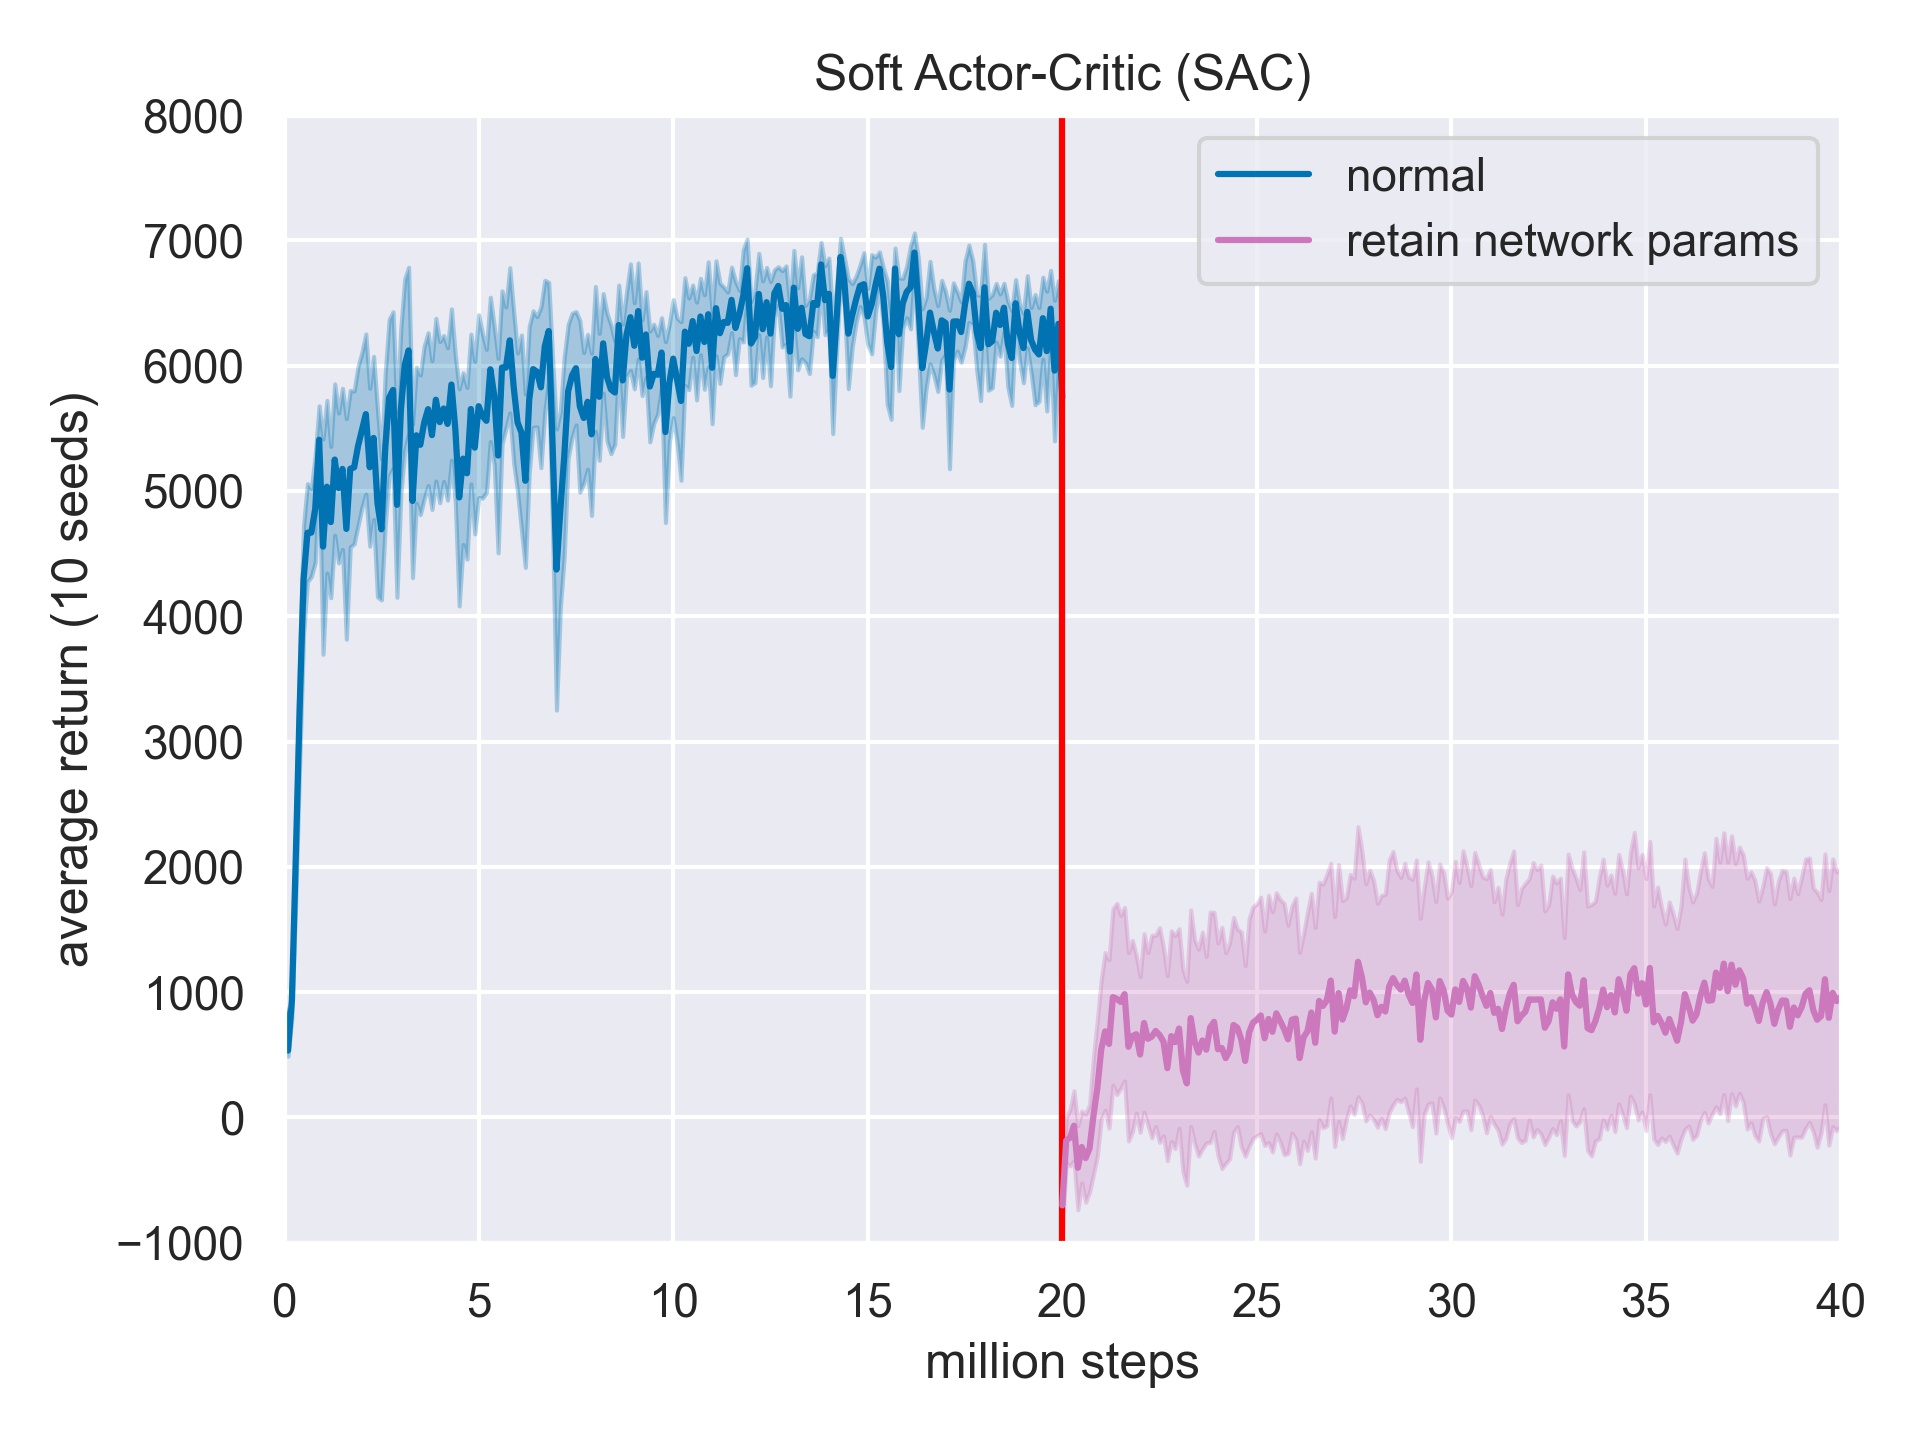 Soft Actor-Critic (SAC)
8000
7000
6000
5000
4000
3000
2000
1000
0
−1000
average return (10 seeds)
normal
retain network params
0 5 10 15 20 25 30 35 40
million steps